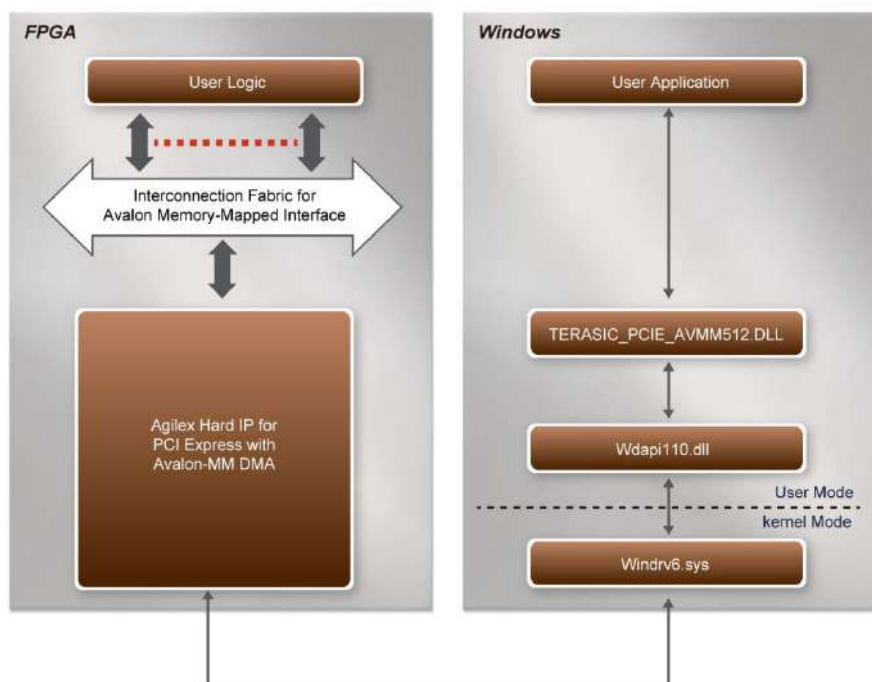 FPGA
User Logic
Interconnection Fabric for
Avalon Memory-Mapped Interface
Agilex Hard IP for
PCI Express with
Avalon-MM DMA
Windows
User Application
TERASIC_PCIE_AVMM512.DLL
Wdapi110.dll
User Mode
kernel Mode
Windrv6.sys